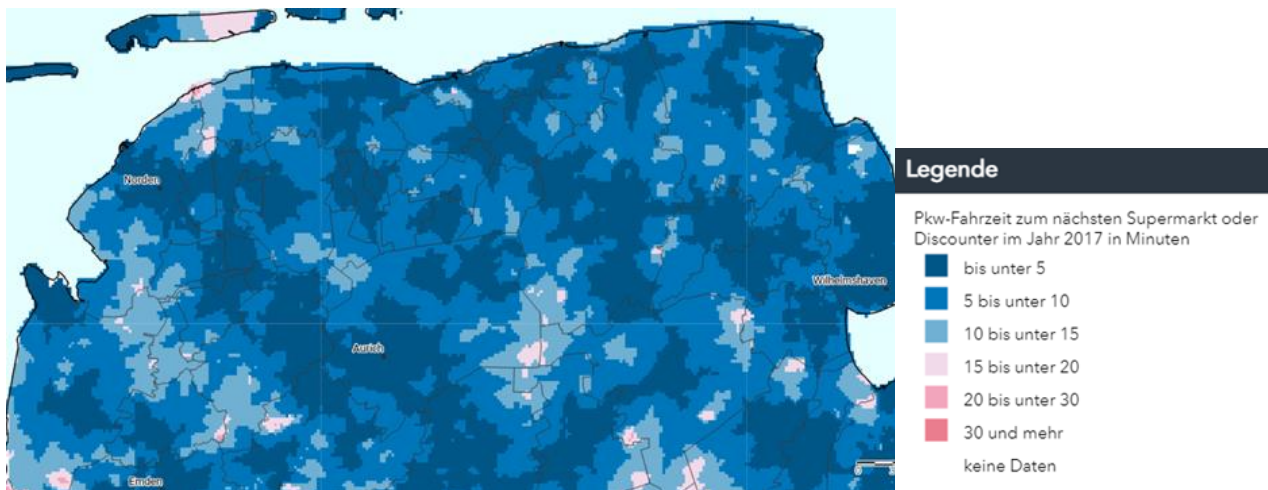 Norden
Aurich
Wilhelmshaven
Emden
Legende
Pkw-Fahrzeit zum nächsten Supermarkt oder
Discounter im Jahr 2017 in Minuten
bis unter 5
5 bis unter 10
10 bis unter 15
15 bis unter 20
20 bis unter 30
30 und mehr
keine Daten